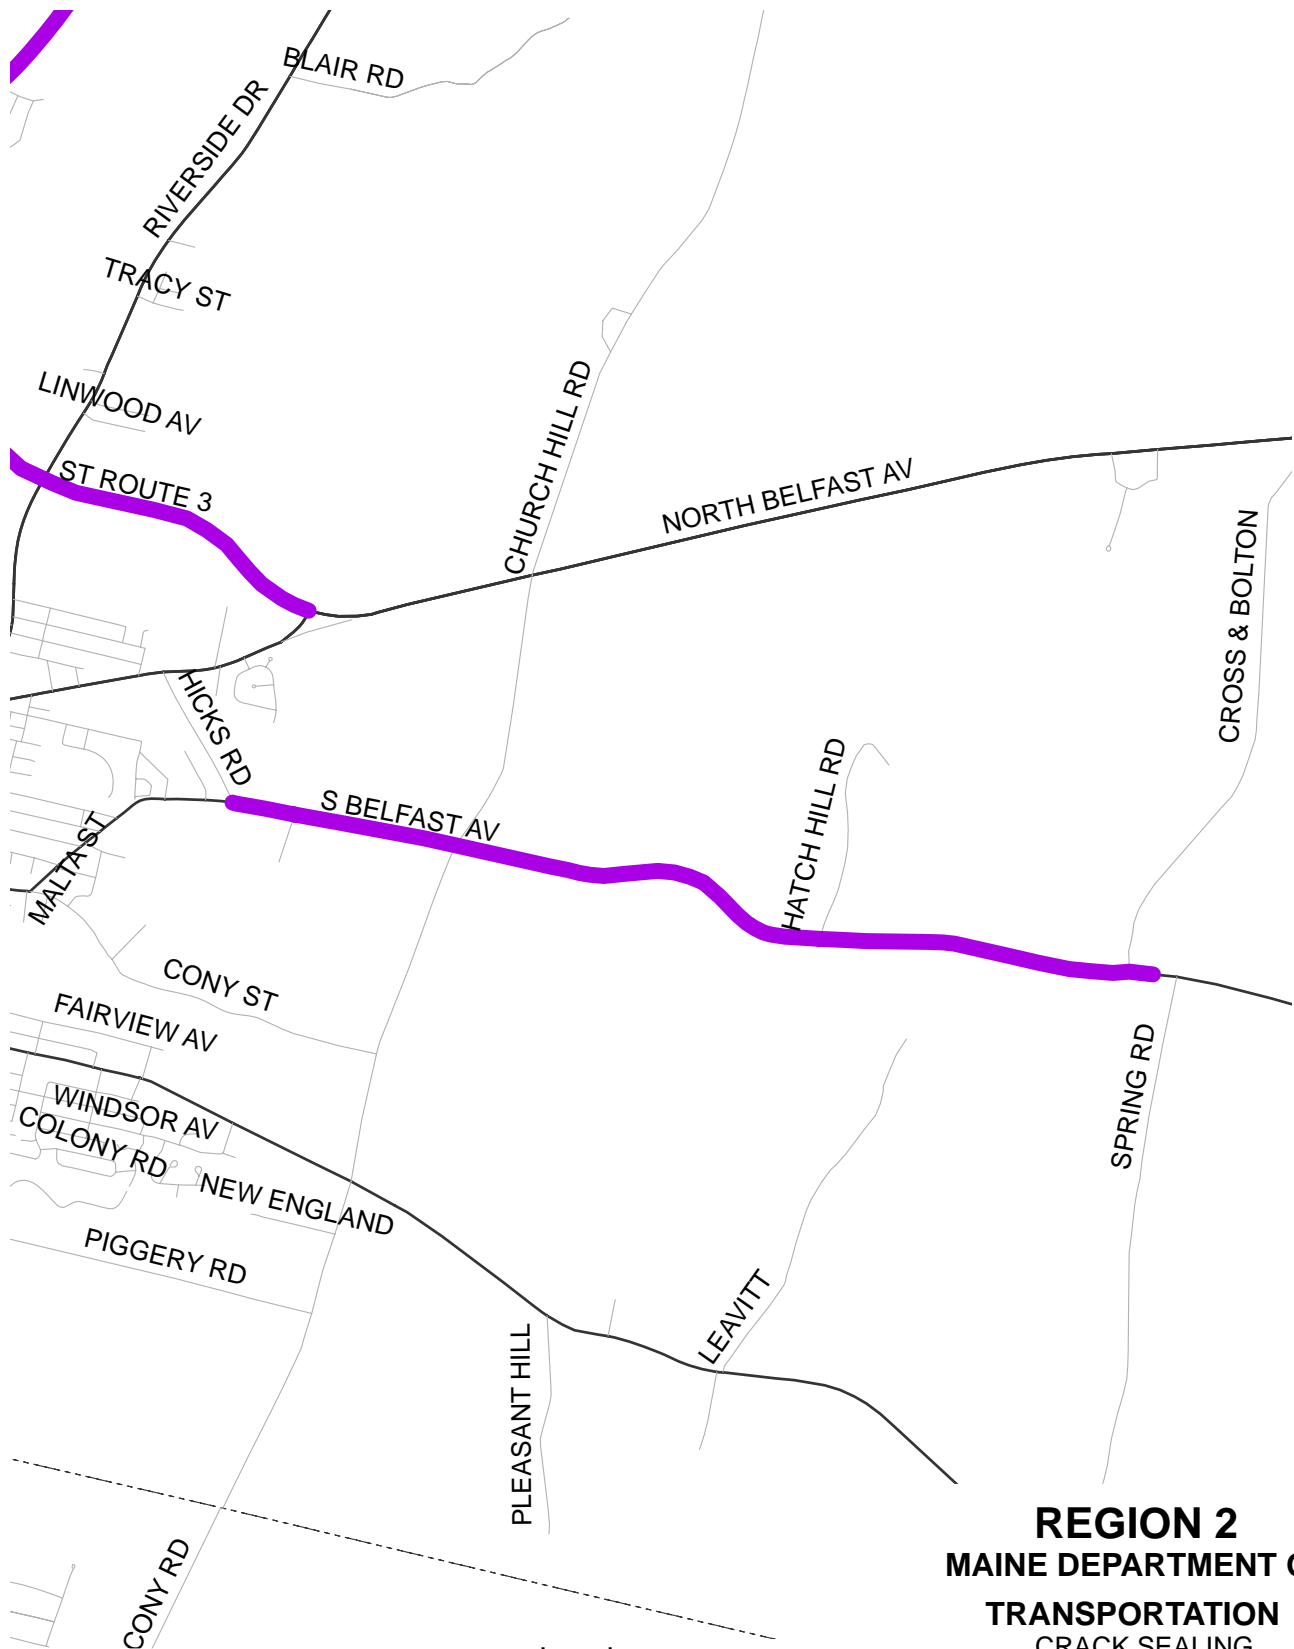 BLAIR RD
RIVERSIDE DR
TRACY ST
LINWOOD AV
ST ROUTE 3
CHURCH HILL RD
NORTH BELFAST AV
CROSS & BOLTON
HICKS RD
S BELFAST AV
HATCH HILL RD
MALTA ST
CONY ST
FAIRVIEW AV
SPRING RD
WINDSOR AV
COLONY RD
NEW ENGLAND
PIGGERY RD
LEAVITT
PLEASANT HILL
CONY RD
REGION 2
MAINE DEPARTMENT
TRANSPORTATION
CRACK SEALING